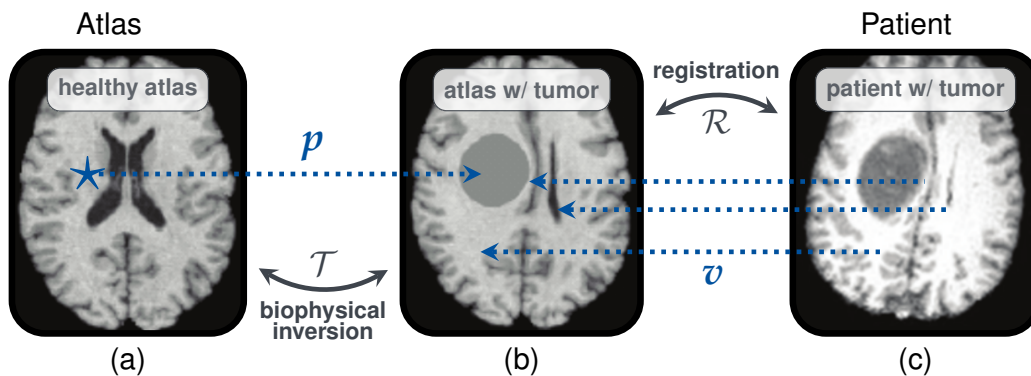 Atlas
Patient
healthy atlas
atlas w/ tumor
registration
patient w/ tumor
R
p
v
T
biophysical
inversion
(a)
(b)
(c)